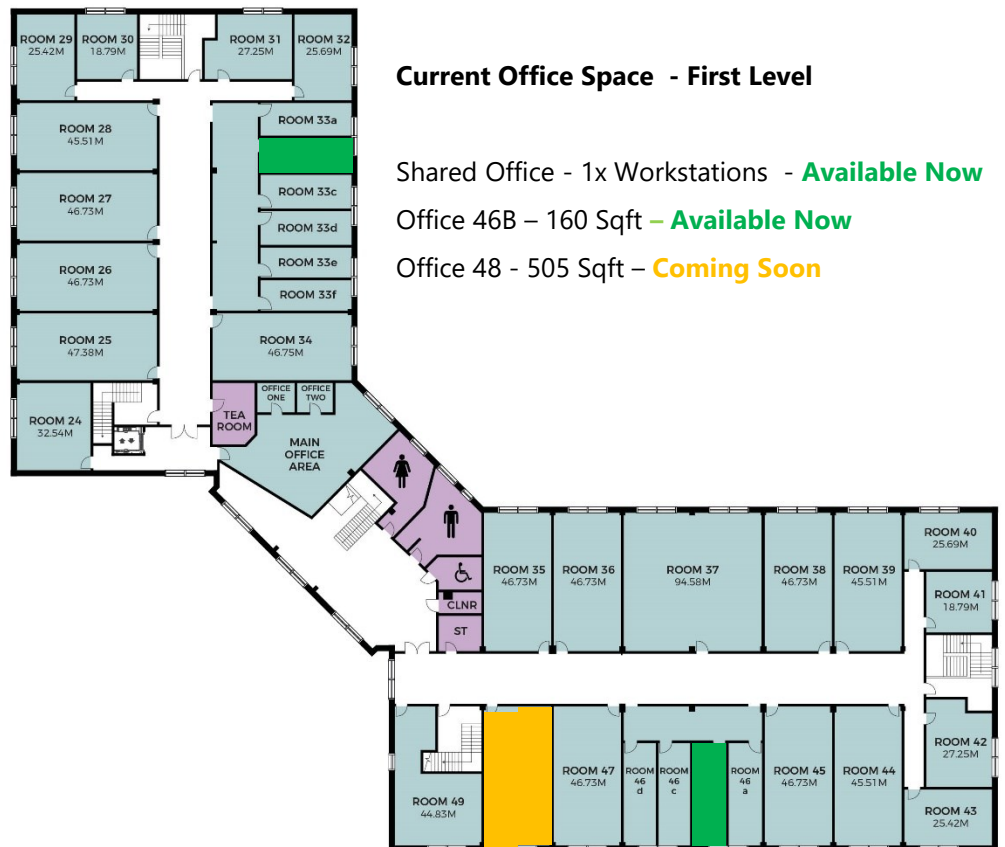 Current Office Space - First Level
Shared Office - 1x Workstations - Available Now
Office 46B – 160 Sqft – Available Now
Office 48 - 505 Sqft – Coming Soon
ROOM 29
25.42M
ROOM 30
18.79M
ROOM 31
27.25M
ROOM 32
25.69M
ROOM 28
45.51M
ROOM 33a
ROOM 27
46.73M
ROOM 33c
ROOM 33d
ROOM 26
46.73M
ROOM 33e
ROOM 33f
ROOM 25
47.38M
ROOM 34
46.75M
ROOM 24
32.54M
TEA
ROOM
OFFICE
ONE
OFFICE
TWO
MAIN
OFFICE
AREA
CLNR
ST
ROOM 35
46.73M
ROOM 36
46.73M
ROOM 37
94.58M
ROOM 38
46.73M
ROOM 39
45.51M
ROOM 40
25.69M
ROOM 41
18.79M
ROOM 42
27.25M
ROOM 43
25.42M
ROOM 49
44.83M
ROOM 47
46.73M
ROOM
46
d
ROOM
46
c
ROOM
46
a
ROOM 45
46.73M
ROOM 44
45.51M